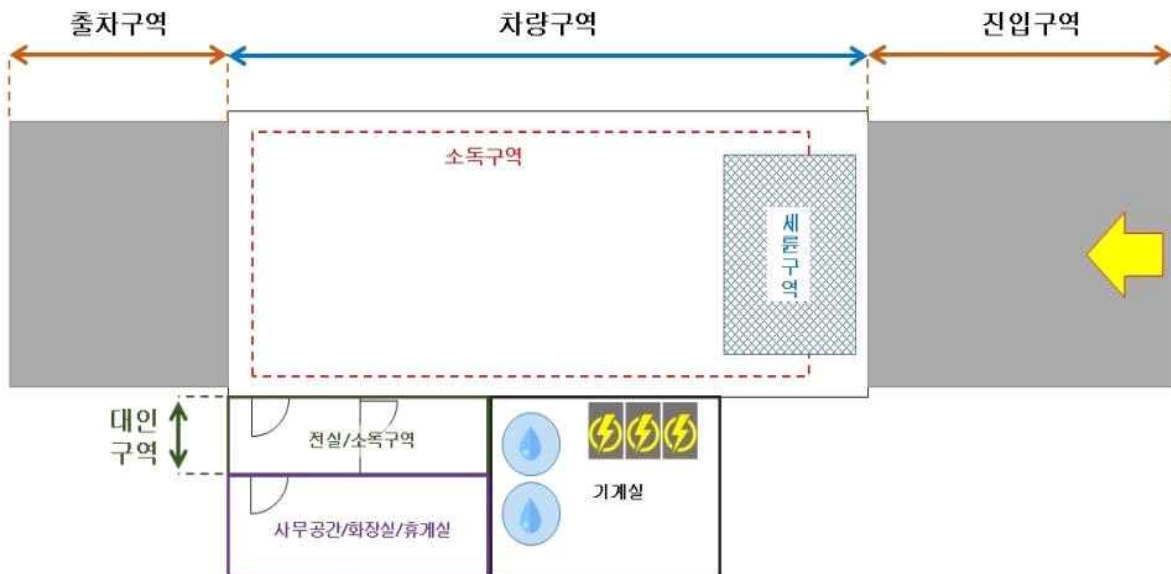 출차구역
차량구역
진입구역
소독구역
세륜구역
대인
구역
전실/소독구역
기계실
사무공간/화장실/휴게실